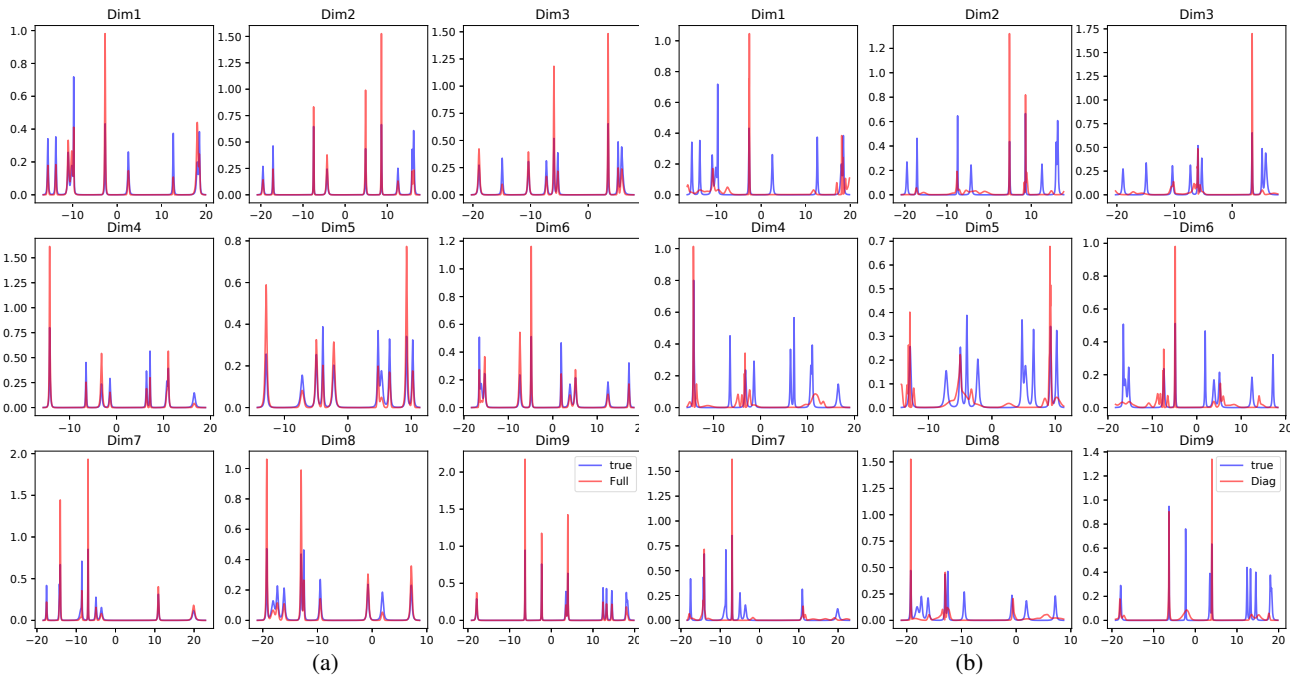 Dim1 Dim2 Dim3 Dim1 Dim2 Dim3
1.0 0.8 0.6 0.4 0.2 0.0
1.50 1.25 1.00 0.75 0.50 0.25 0.00
1.50 1.25 1.00 0.75 0.50 0.25 0.00
1.0 0.8 0.6 0.4 0.2 0.0
1.2 1.0 0.8 0.6 0.4 0.2 0.0
1.75 1.50 1.25 1.00 0.75 0.50 0.25 0.00
−10 0 10 20 −20 −10 0 10 −20 −10 0 −10 0 10 20 −20 −10 0 10 −20 −10 0
Dim4 Dim5 Dim6 Dim4 Dim5 Dim6
1.50 1.25 1.00 0.75 0.50 0.25 0.00
0.8 0.6 0.4 0.2 0.0
1.2 1.0 0.8 0.6 0.4 0.2 0.0
1.0 0.8 0.6 0.4 0.2 0.0
0.7 0.6 0.5 0.4 0.3 0.2 0.1 0.0
1.0 0.8 0.6 0.4 0.2 0.0
−10 0 10 20 −10 0 10 −10 0 10 −10 0 10 20 −10 0 10 −10 0 10 20
Dim7 Dim8 Dim9 Dim7 Dim8 Dim9
2.0 1.5 1.0 0.5 0.0
1.0 0.8 0.6 0.4 0.2 0.0
2.0 1.5 1.0 0.5 0.0
1.50 1.25 1.00 0.75 0.50 0.25 0.00
1.50 1.25 1.00 0.75 0.50 0.25 0.00
1.4 1.2 1.0 0.8 0.6 0.4 0.2 0.0
true
Full
true
Diag
−20 −10 0 10 20 −20 −10 0 10 −20 −10 0 10 20 −20 −10 0 10 20 −20 −10 0 10 −20 −10 0 10 20
(a) (b)